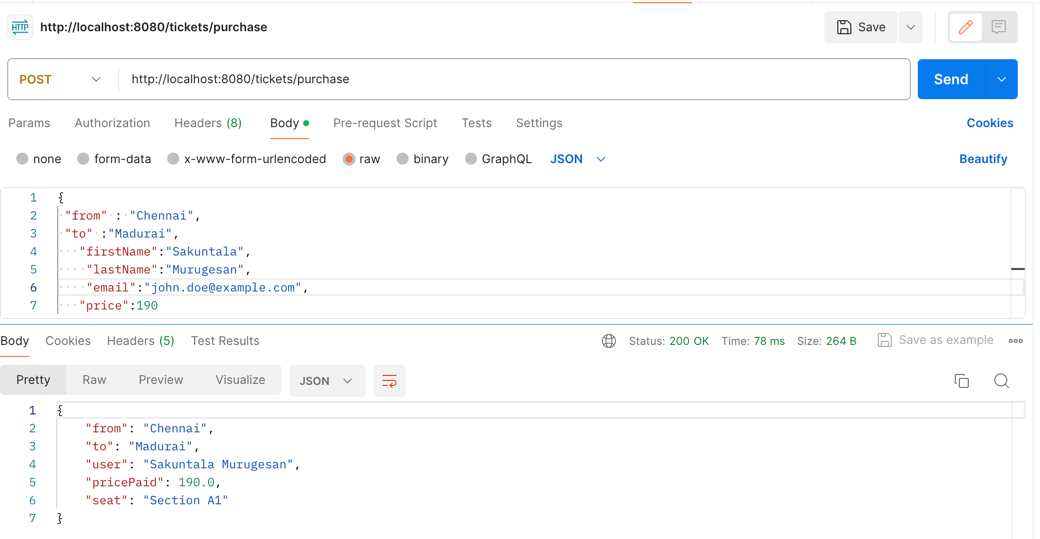 HTTP http://localhost:8080/tickets/purchase Save
POST http://localhost:8080/tickets/purchase Send
Params Authorization Headers (8) Body Pre-request Script Tests Settings Cookies
none form-data x-www-form-urlencoded raw binary GraphQL JSON Beautify
1 {
2 "from" : "Chennai",
3 "to" :"Madurai",
4 "firstName":"Sakuntala",
5 "lastName":"Murugesan",
6 "email":"john.doe@example.com",
7 "price":190
Body Cookies Headers (5) Test Results Status: 200 OK Time: 78 ms Size: 264 B Save as example
Pretty Raw Preview Visualize JSON
1 {
2 "from": "Chennai",
3 "to": "Madurai",
4 "user": "Sakuntala Murugesan",
5 "pricePaid": 190.0,
6 "seat": "Section A1"
7 }